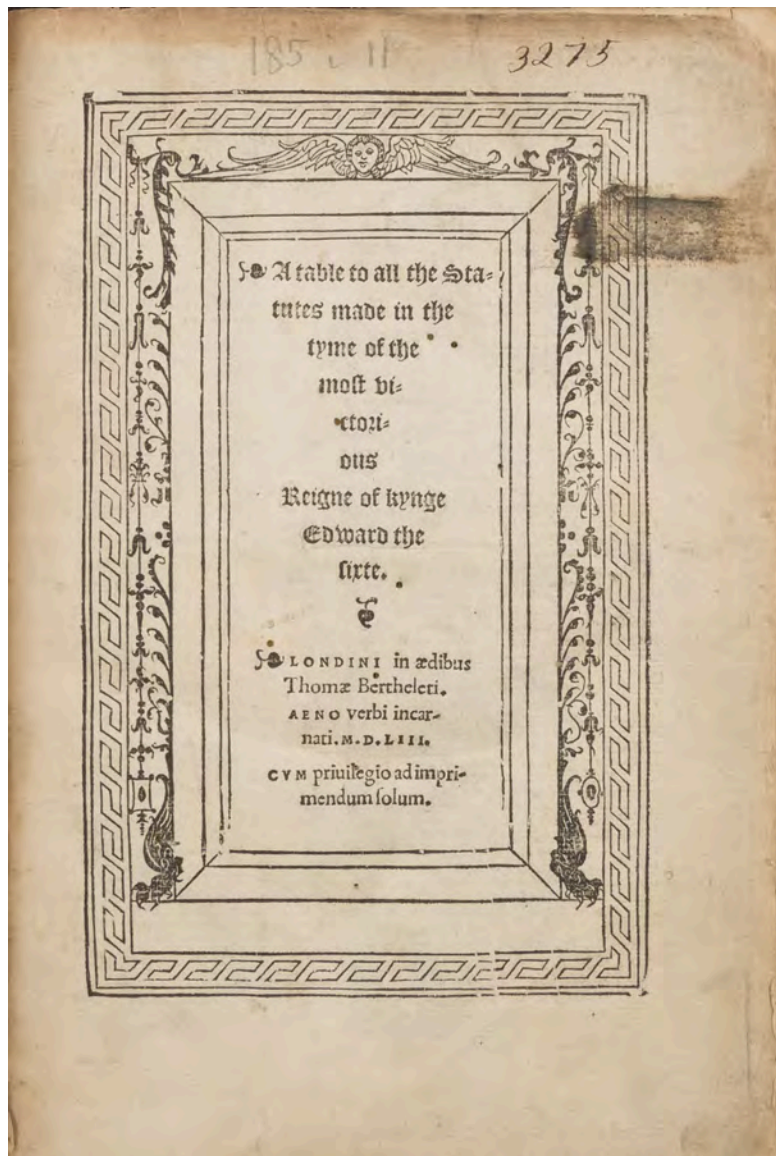 185 . 11
3275
A table to all the Sta=
tutes made in the
tyme of the
most vi=
ctori=
ous
Reigne of kynge
Edward the
sixte.
LONDINI in ædibus
Thomæ Bertheleti.
AENO verbi incar-
nati. M.D.LIII.
CVM priuilegio ad impri-
mendum solum.